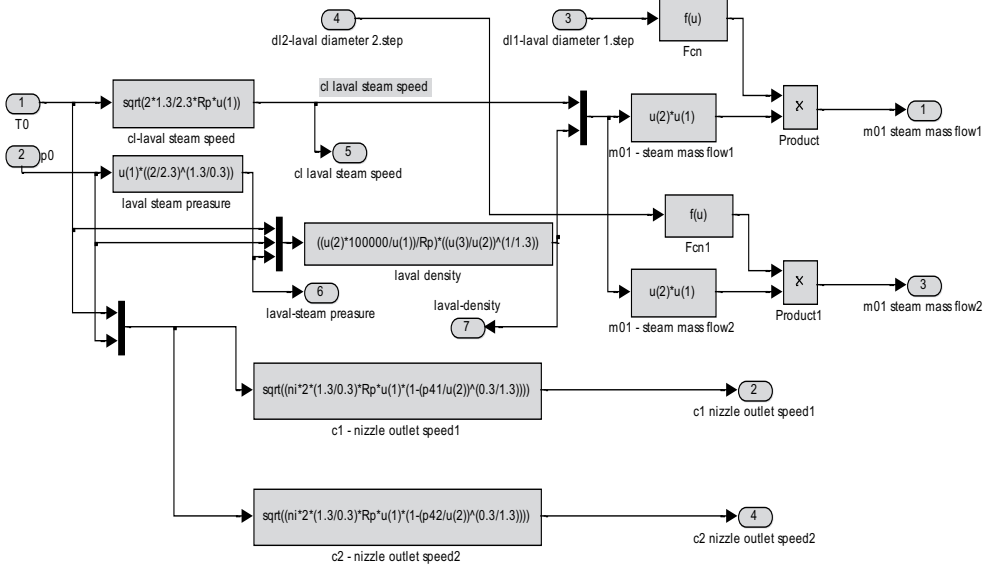 4
dl2-laval diameter 2.step
3
dl1-laval diameter 1.step
f(u)
Fcn
1
T0
sqrt(2*1.3/2.3*Rp*u(1))
cl-laval steam speed
cl laval steam speed
5
cl laval steam speed
u(2)*u(1)
m01 - steam mass flow1
x
Product
1
m01 steam mass flow1
2
p0
u(1)*((2/2.3)^(1.3/0.3))
laval steam preasure
((u(2)*100000/u(1))/Rp)*((u(3)/u(2))^(1/1.3))
laval density
f(u)
Fcn1
6
laval-steam preasure
laval-density
7
u(2)*u(1)
m01 - steam mass flow2
x
Product1
3
m01 steam mass flow2
sqrt((ni*2*(1.3/0.3)*Rp*u(1)*(1-(p41/u(2))^(0.3/1.3))))
c1 - nizzle outlet speed1
2
c1 nizzle outlet speed1
sqrt((ni*2*(1.3/0.3)*Rp*u(1)*(1-(p42/u(2))^(0.3/1.3))))
c2 - nizzle outlet speed2
4
c2 nizzle outlet speed2